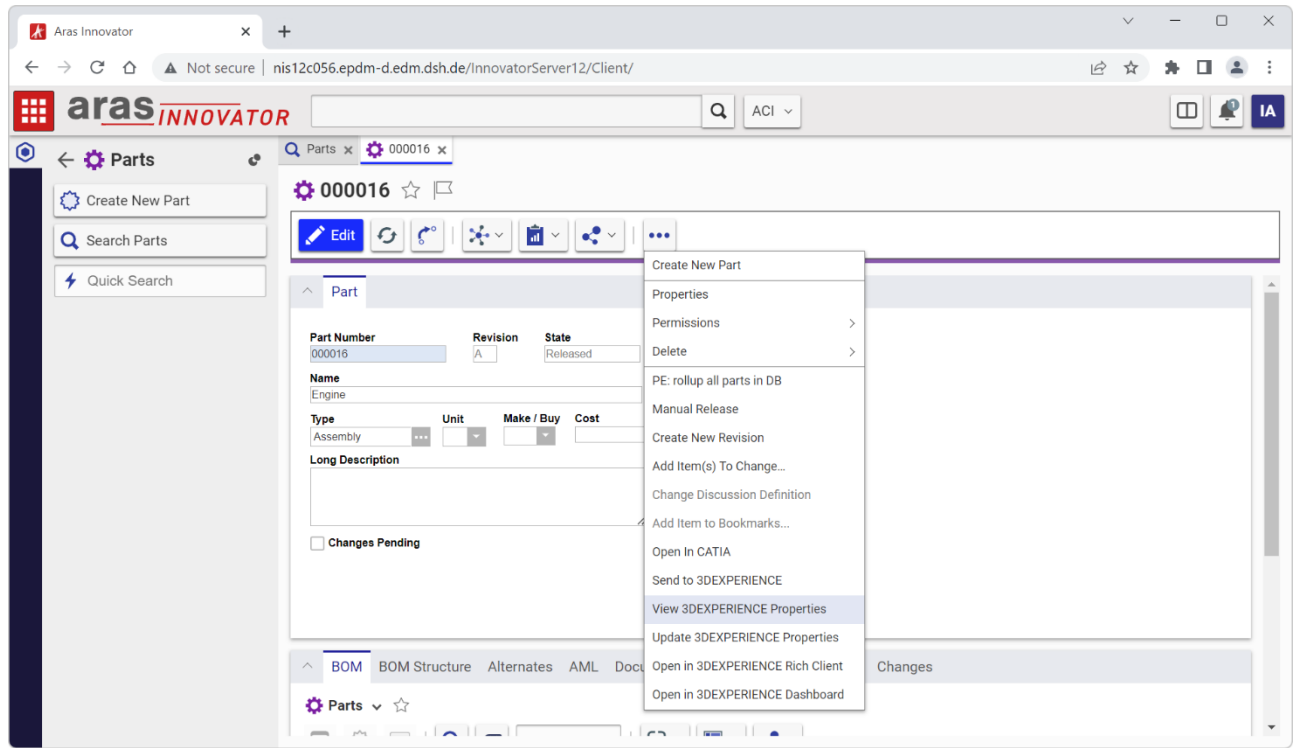 Aras Innovator
Not secure | nis12c056.epdm-d.edm.dsh.de/InnovatorServer12/Client/
aras INNOVATOR
ACI
1
IA
Parts
Create New Part
Search Parts
Quick Search
Parts
000016
000016
Edit
Part
Part Number Revision State
000016 A Released
Name
Engine
Type Unit Make / Buy Cost
Assembly
Long Description
Changes Pending
Create New Part
Properties
Permissions
Delete
PE: rollup all parts in DB
Manual Release
Create New Revision
Add Item(s) To Change...
Change Discussion Definition
Add Item to Bookmarks...
Open In CATIA
Send to 3DEXPERIENCE
View 3DEXPERIENCE Properties
Update 3DEXPERIENCE Properties
Open in 3DEXPERIENCE Rich Client
Open in 3DEXPERIENCE Dashboard
BOM BOM Structure Alternates AML Changes
Parts